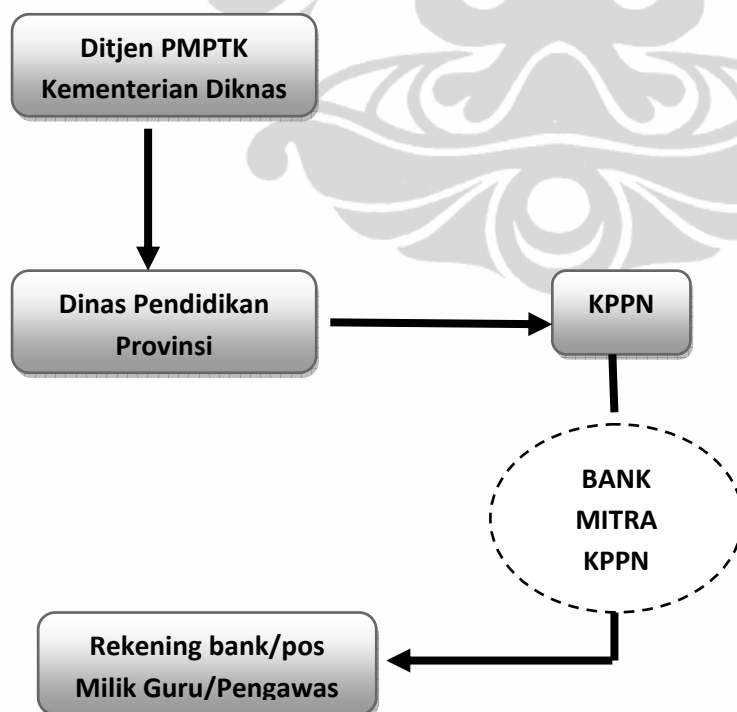 Ditjen PMPTK
Kementerian Diknas
Dinas Pendidikan
Provinsi
KPPN
BANK
MITRA
KPPN
Rekening bank/pos
Milik Guru/Pengawas